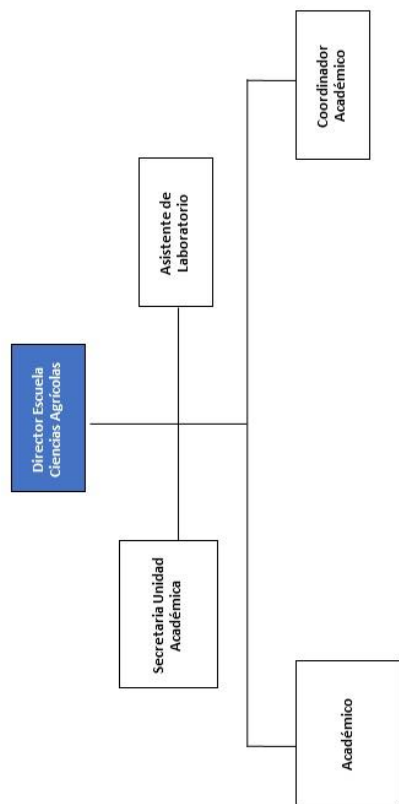 Director Escuela
Ciencias Agrícolas
Secretaria Unidad
Académica
Asistente de
Laboratorio
Académico
Coordinador
Académico